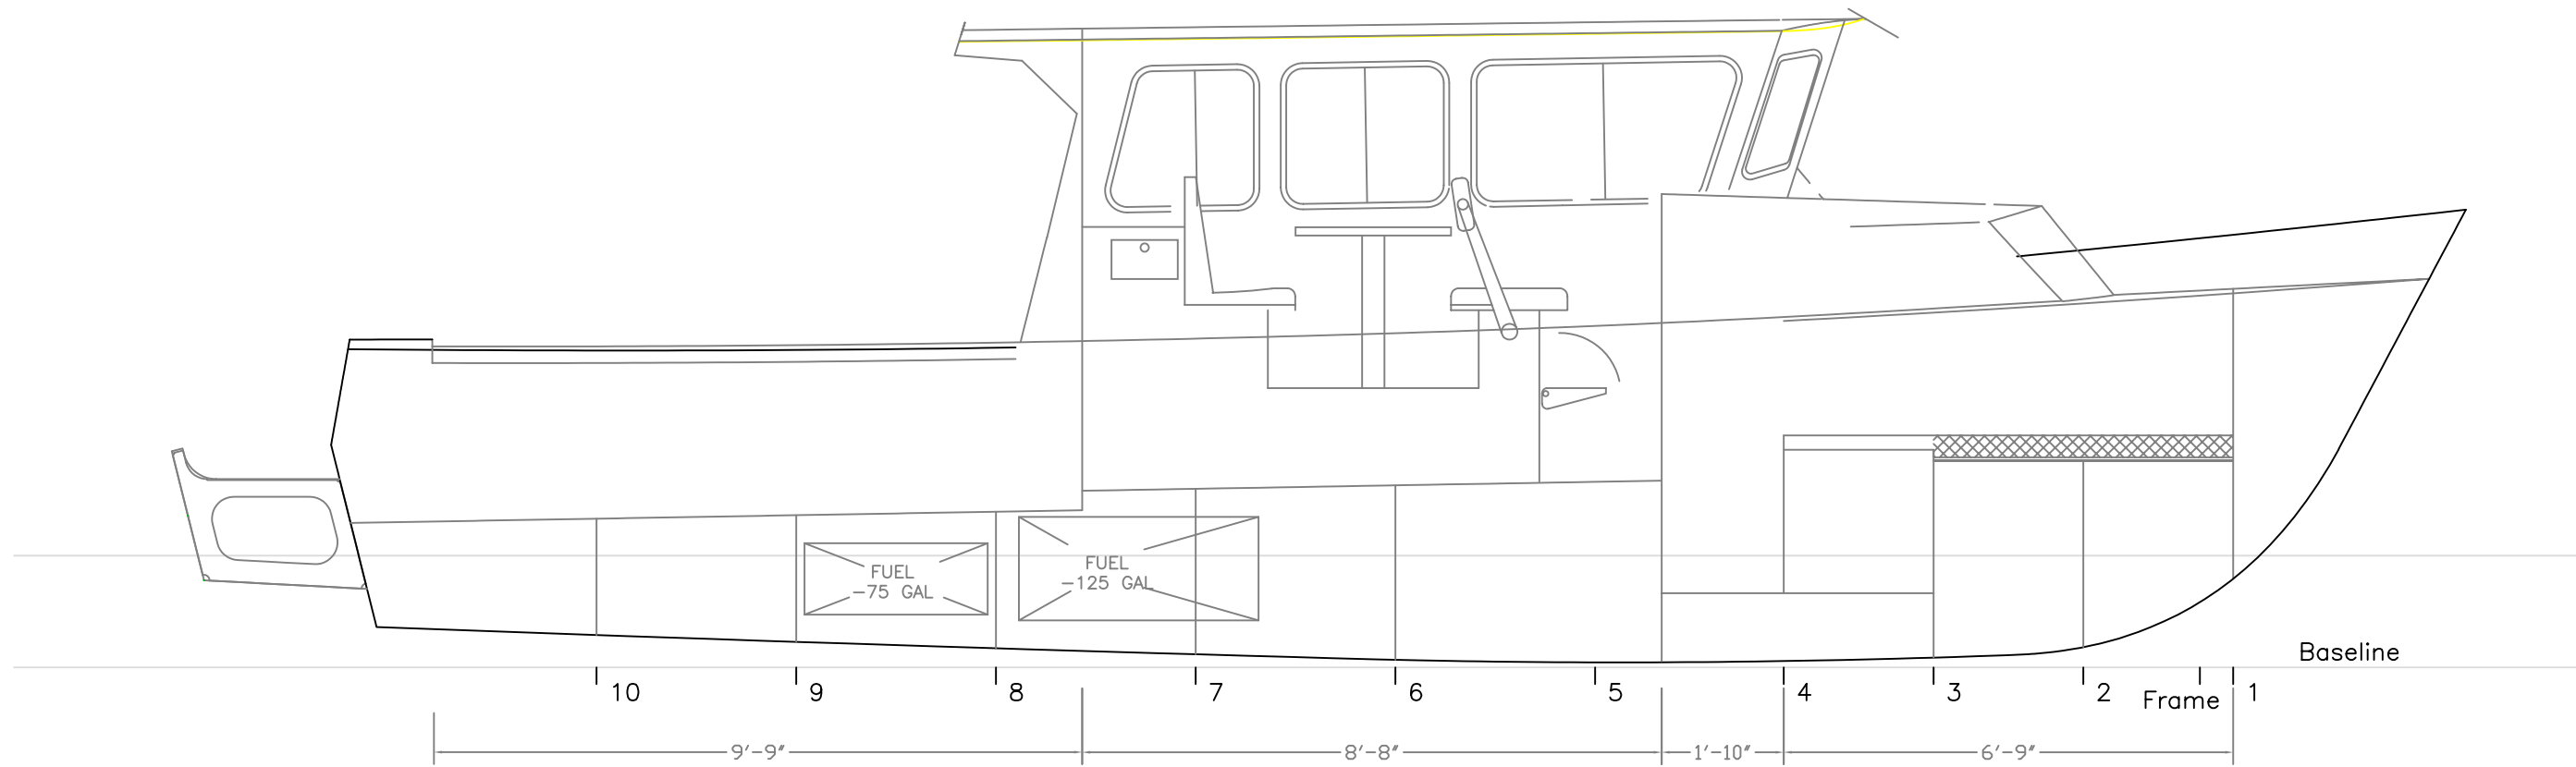 FUEL
-125 GAL
FUEL
-75 GAL
Baseline
10 9 8 7 6 5 4 3 2 Frame 1
9'-9" 8'-8" 1'-10" 6'-9"